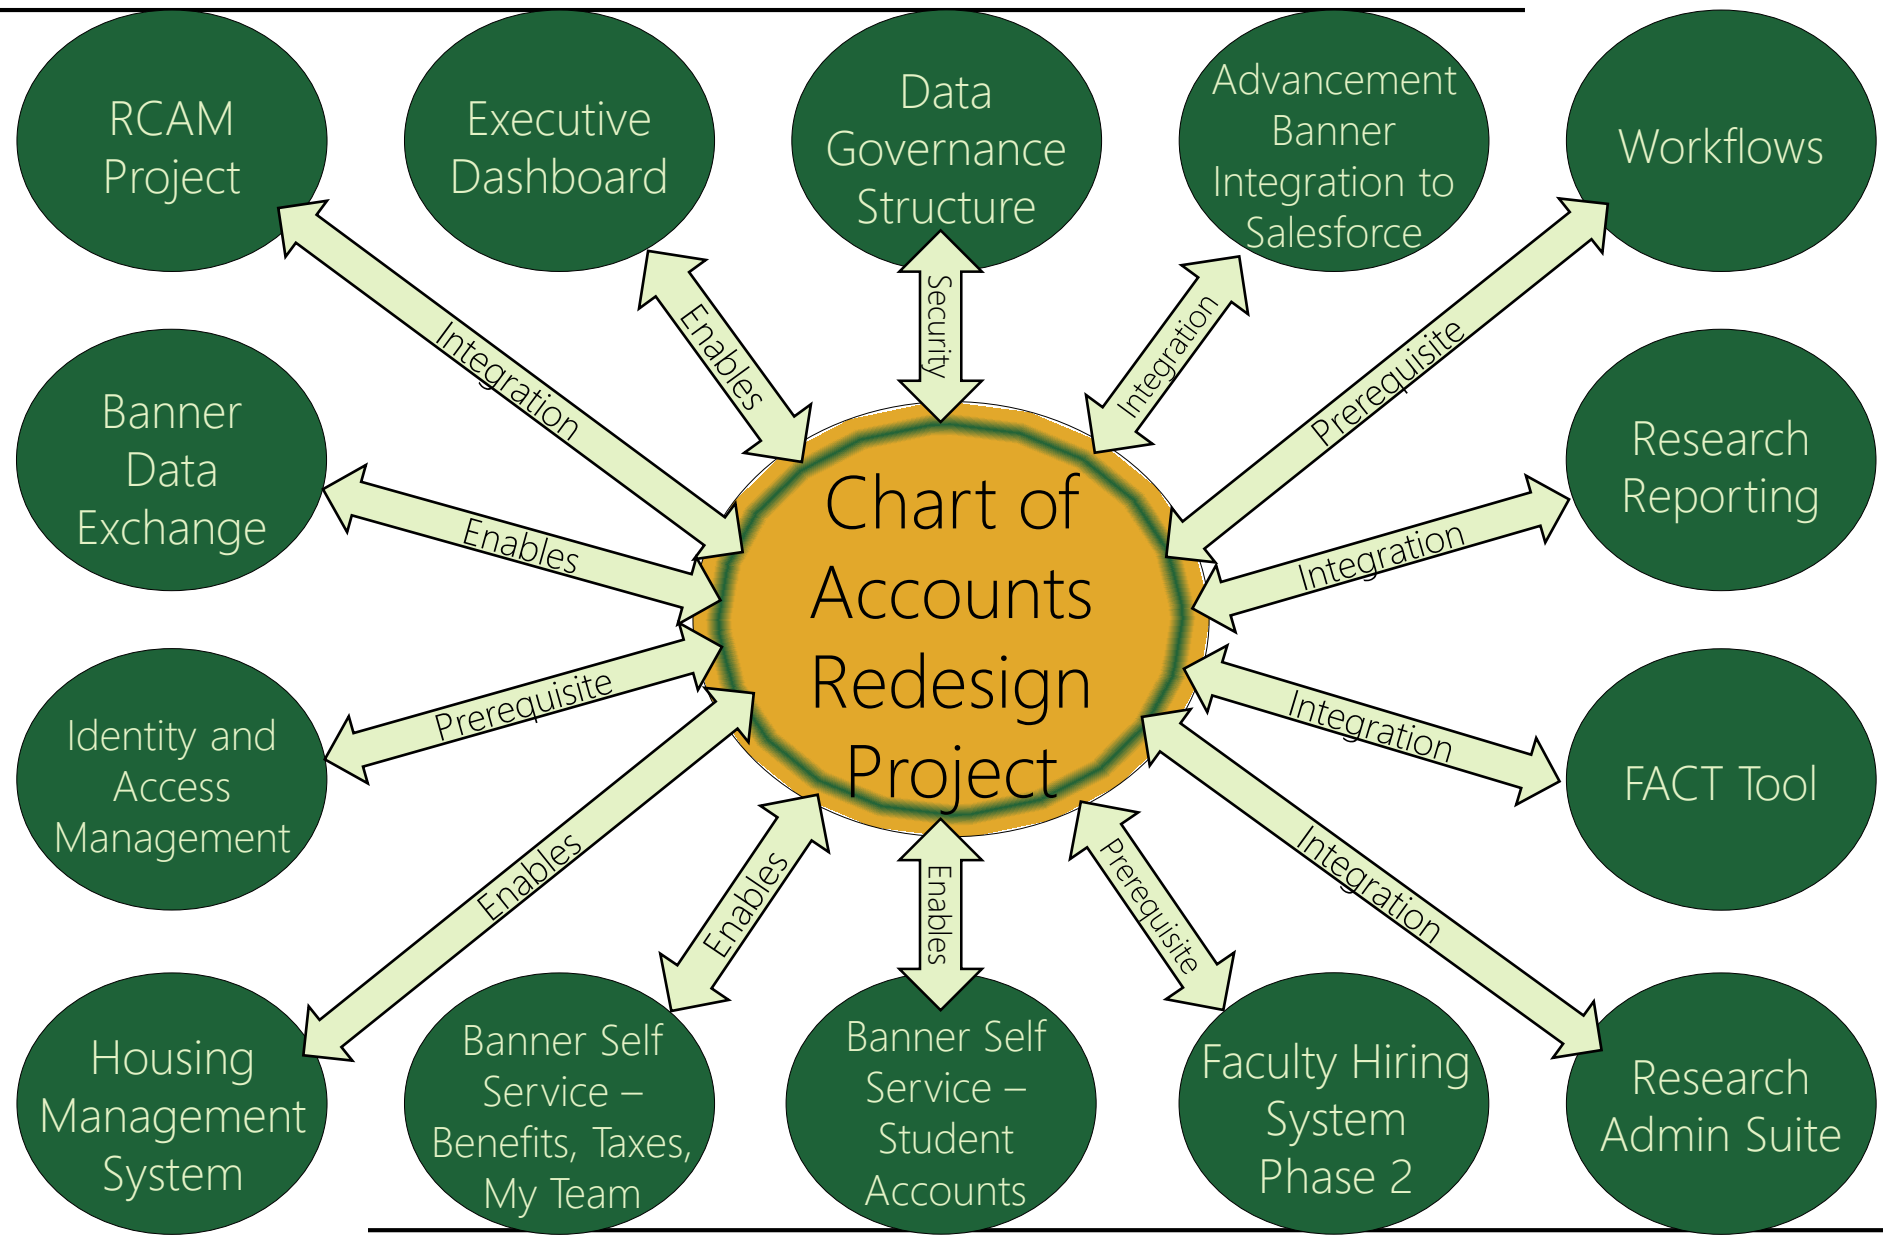 RCAM
Project
Executive
Dashboard
Data
Governance
Structure
Advancement
Banner
Integration to
Salesforce
Workflows
Integration
Enables
Security
Integration
Prerequisite
Banner
Data
Exchange
Enables
Chart of
Accounts
Redesign
Project
Integration
Research
Reporting
Identity and
Access
Management
Prerequisite
Integration
FACT Tool
Enables
Enables
Enables
Prerequisite
Integration
Housing
Management
System
Banner Self
Service –
Benefits, Taxes,
My Team
Banner Self
Service –
Student
Accounts
Faculty Hiring
System
Phase 2
Research
Admin Suite